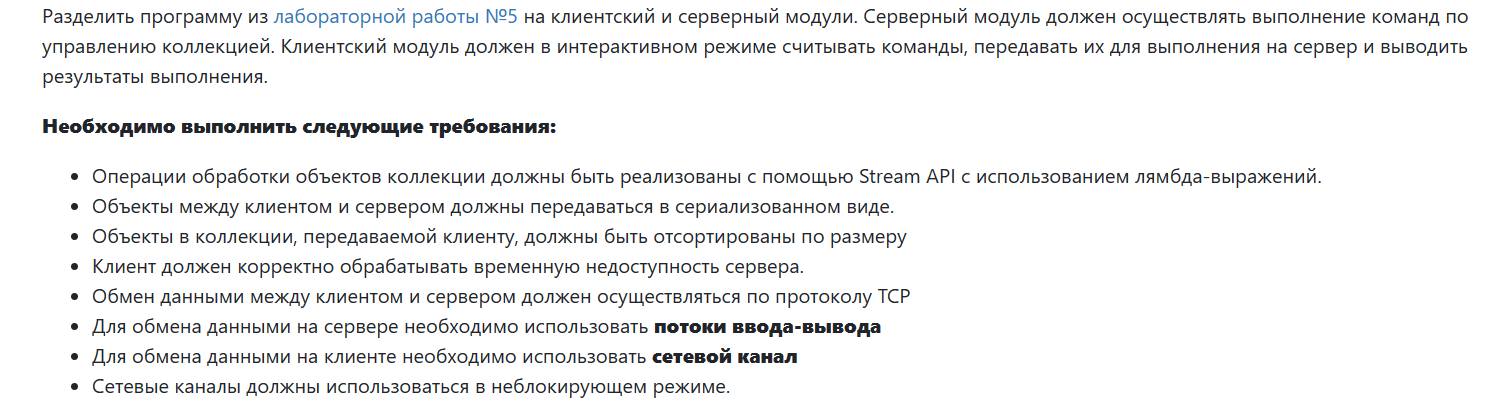 Разделить программу из лабораторной работы №5 на клиентский и серверный модули. Серверный модуль должен осуществлять выполнение команд по
управлению коллекцией. Клиентский модуль должен в интерактивном режиме считывать команды, передавать их для выполнения на сервер и выводить
результаты выполнения.
Необходимо выполнить следующие требования:
• Операции обработки объектов коллекции должны быть реализованы с помощью Stream API с использованием лямбда-выражений.
• Объекты между клиентом и сервером должны передаваться в сериализованном виде.
• Объекты в коллекции, передаваемой клиенту, должны быть отсортированы по размеру
• Клиент должен корректно обрабатывать временную недоступность сервера.
• Обмен данными между клиентом и сервером должен осуществляться по протоколу TCP
• Для обмена данными на сервере необходимо использовать потоки ввода-вывода
• Для обмена данными на клиенте необходимо использовать сетевой канал
• Сетевые каналы должны использоваться в неблокирующем режиме.